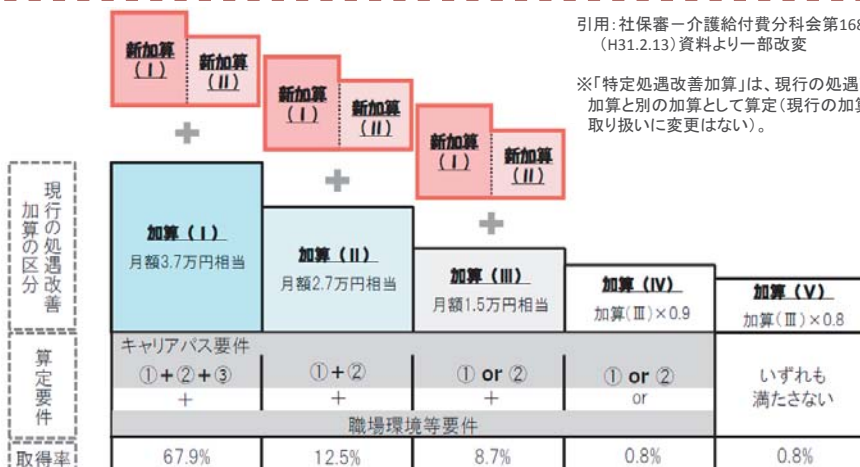 引用：社保審ー介護給付費分科会第168
（H31.2.13）資料より一部改変
※「特定処遇改善加算」は、現行の処遇
加算と別の加算として算定（現行の加算
取り扱いに変更はない）。
新加算
（Ⅰ）
新加算
（Ⅱ）
新加算
（Ⅰ）
新加算
（Ⅱ）
新加算
（Ⅰ）
新加算
（Ⅱ）
+
+
+
現行の処遇改善
加算の区分
加算（Ⅰ）
月額3.7万円相当
加算（Ⅱ）
月額2.7万円相当
加算（Ⅲ）
月額1.5万円相当
加算（Ⅳ）
加算（Ⅲ）×0.9
加算（Ⅴ）
加算（Ⅲ）×0.8
算定要件
キャリアパス要件
①+②+③
①+②
① or ②
① or ②
いずれも
満たさない
+
+
+
or
職場環境等要件
取得率
67.9%
12.5%
8.7%
0.8%
0.8%